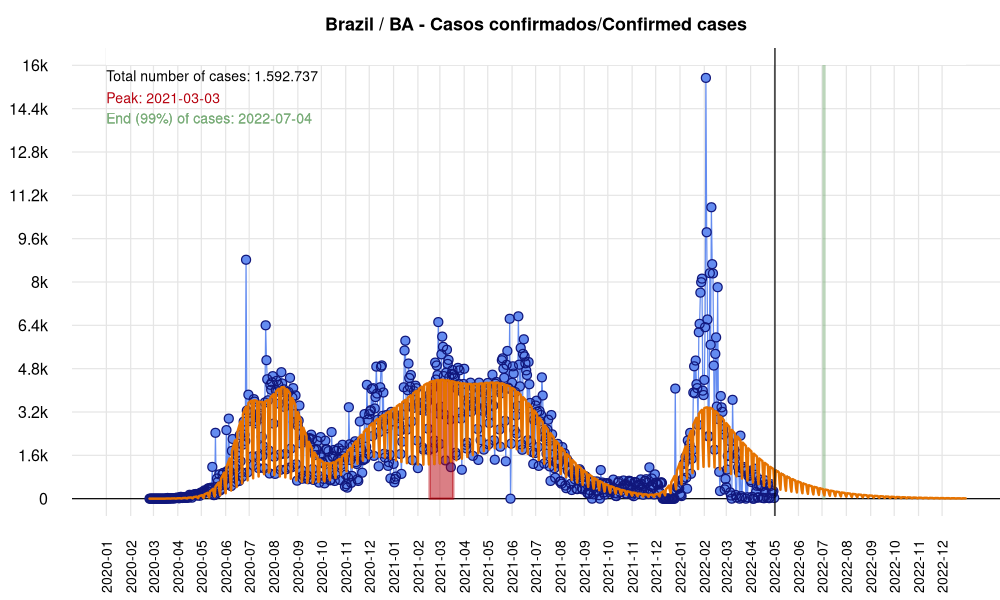 Brazil / BA - Casos confirmados/Confirmed cases
Total number of cases: 1.592.737
Peak: 2021-03-03
End (99%) of cases: 2022-07-04
16k
14.4k
12.8k
11.2k
9.6k
8k
6.4k
4.8k
3.2k
1.6k
0
2020-01
2020-02
2020-03
2020-04
2020-05
2020-06
2020-07
2020-08
2020-09
2020-10
2020-11
2020-12
2021-01
2021-02
2021-03
2021-04
2021-05
2021-06
2021-07
2021-08
2021-09
2021-10
2021-11
2021-12
2022-01
2022-02
2022-03
2022-04
2022-05
2022-06
2022-07
2022-08
2022-09
2022-10
2022-11
2022-12